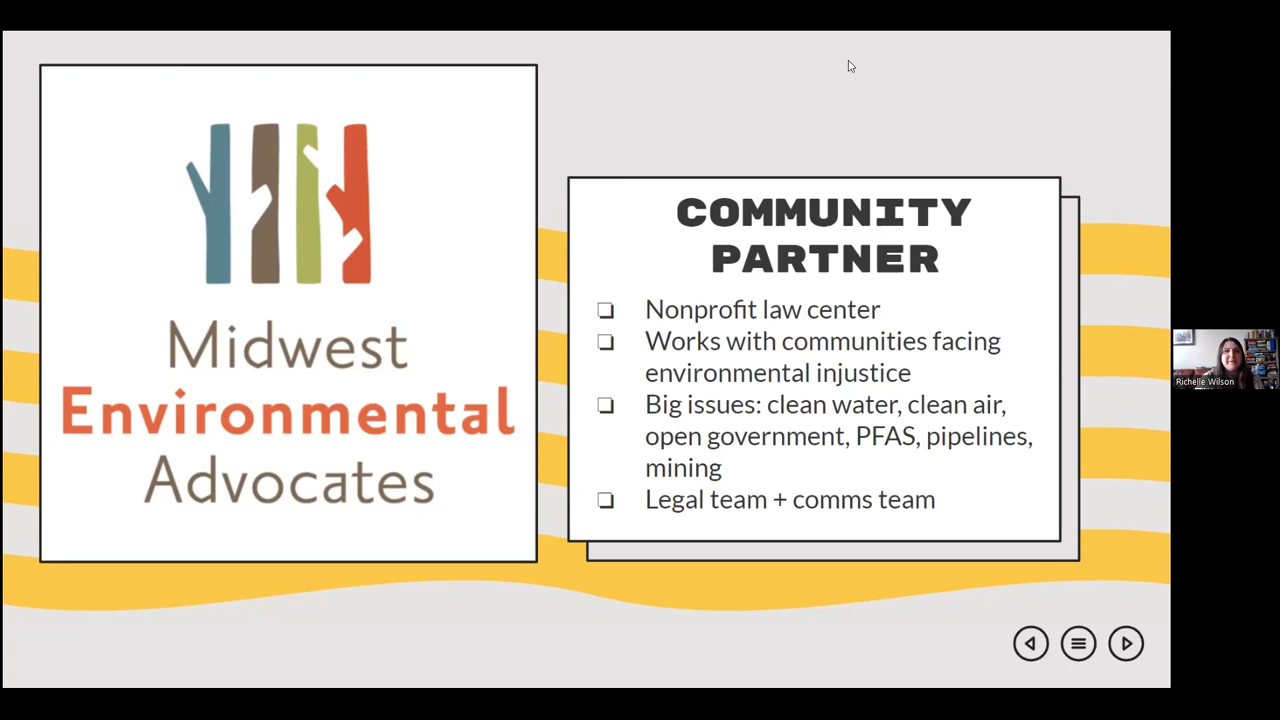 Midwest
Environmental
Advocates
COMMUNITY
PARTNER
❏ Nonprofit law center
❏ Works with communities facing
environmental injustice
❏ Big issues: clean water, clean air,
open government, PFAS, pipelines,
mining
❏ Legal team + comms team
Richelle Wilson